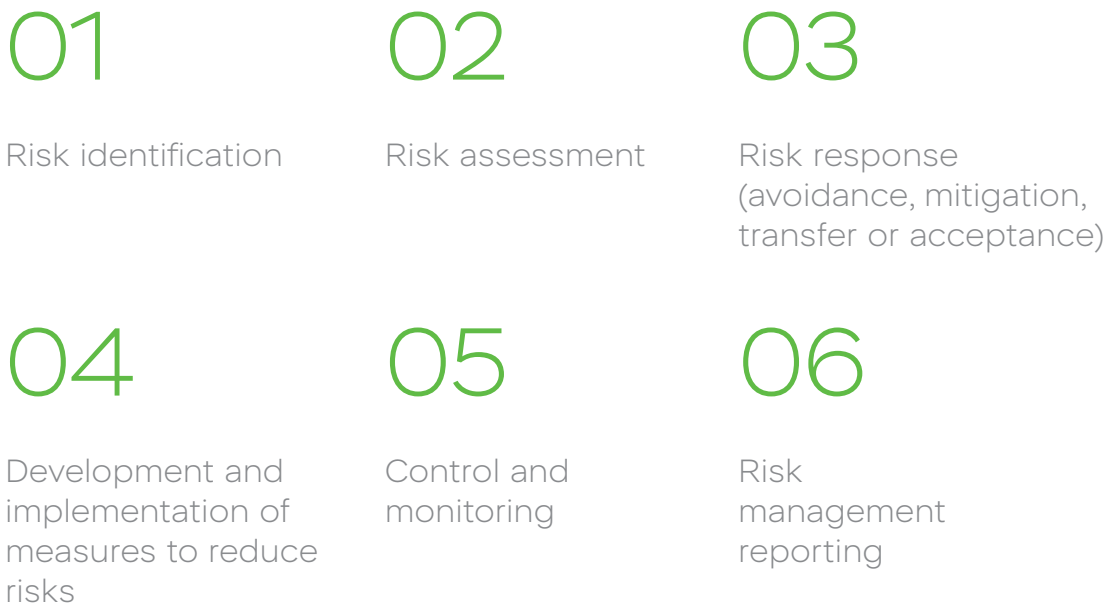 01
Risk identification
02
Risk assessment
03
Risk response
(avoidance, mitigation,
transfer or acceptance)
04
Development and
implementation of
measures to reduce
risks
05
Control and
monitoring
06
Risk
management
reporting